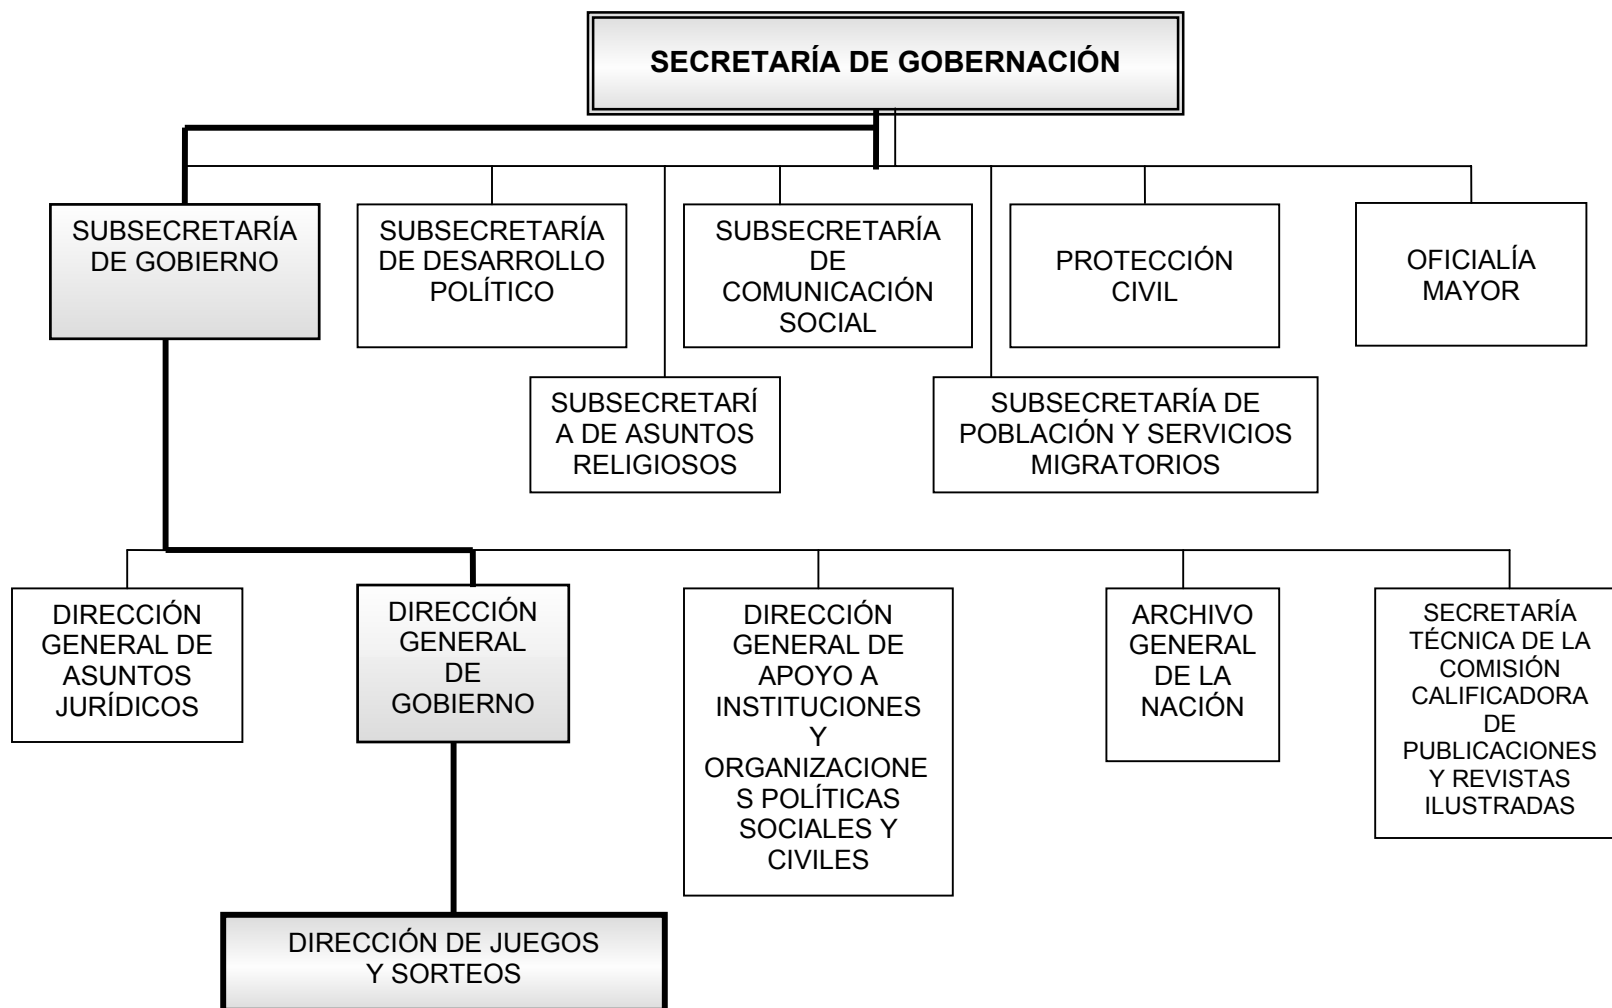 SECRETARÍA DE GOBERNACIÓN
SUBSECRETARÍA
DE GOBIERNO
SUBSECRETARÍA
DE DESARROLLO
POLÍTICO
SUBSECRETARÍA
DE
COMUNICACIÓN
SOCIAL
PROTECCIÓN
CIVIL
OFICIALÍA
MAYOR
SUBSECRETARÍ
A DE ASUNTOS
RELIGIOSOS
SUBSECRETARÍA DE
POBLACIÓN Y SERVICIOS
MIGRATORIOS
DIRECCIÓN
GENERAL DE
ASUNTOS
JURÍDICOS
DIRECCIÓN
GENERAL
DE
GOBIERNO
DIRECCIÓN
GENERAL DE
APOYO A
INSTITUCIONES
Y
ORGANIZACIONE
S POLÍTICAS
SOCIALES Y
CIVILES
ARCHIVO
GENERAL
DE LA
NACIÓN
SECRETARÍA
TÉCNICA DE LA
COMISIÓN
CALIFICADORA
DE
PUBLICACIONES
Y REVISTAS
ILUSTRADAS
DIRECCIÓN DE JUEGOS
Y SORTEOS